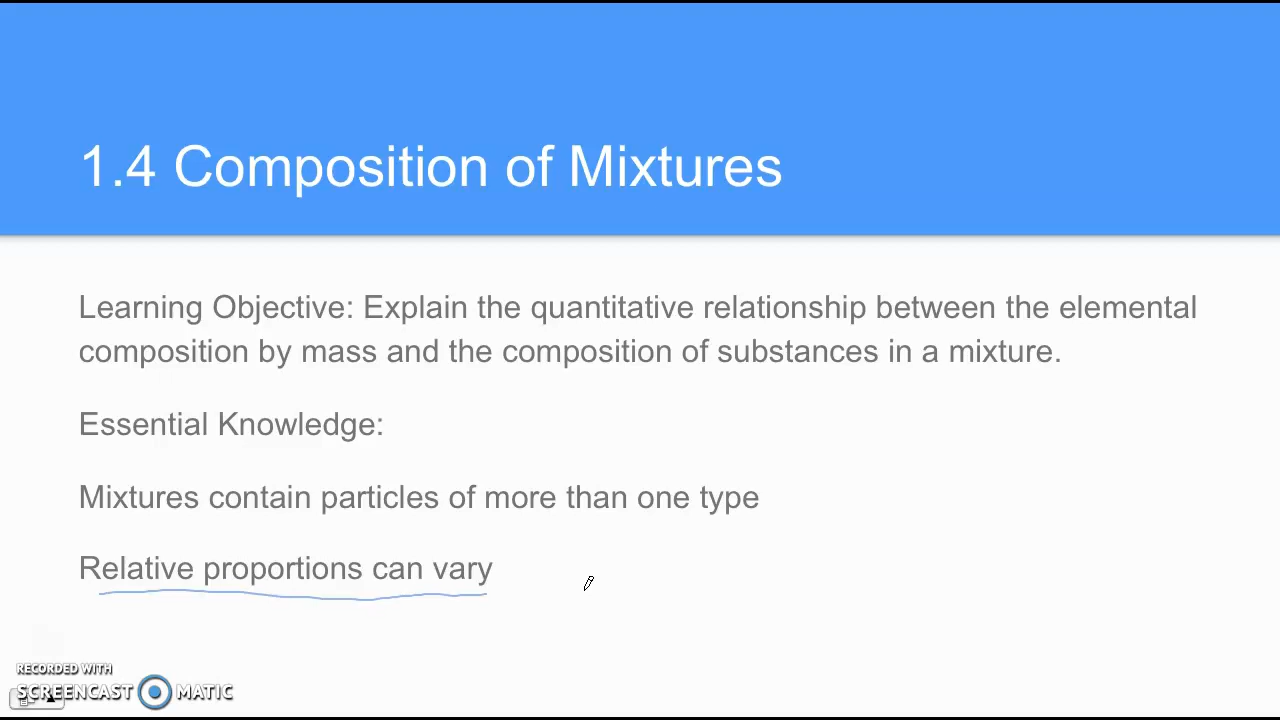 1.4 Composition of Mixtures
Learning Objective: Explain the quantitative relationship between the elemental
composition by mass and the composition of substances in a mixture.
Essential Knowledge:
Mixtures contain particles of more than one type
Relative proportions can vary
RECORDED WITH
SCREENCAST MATIC